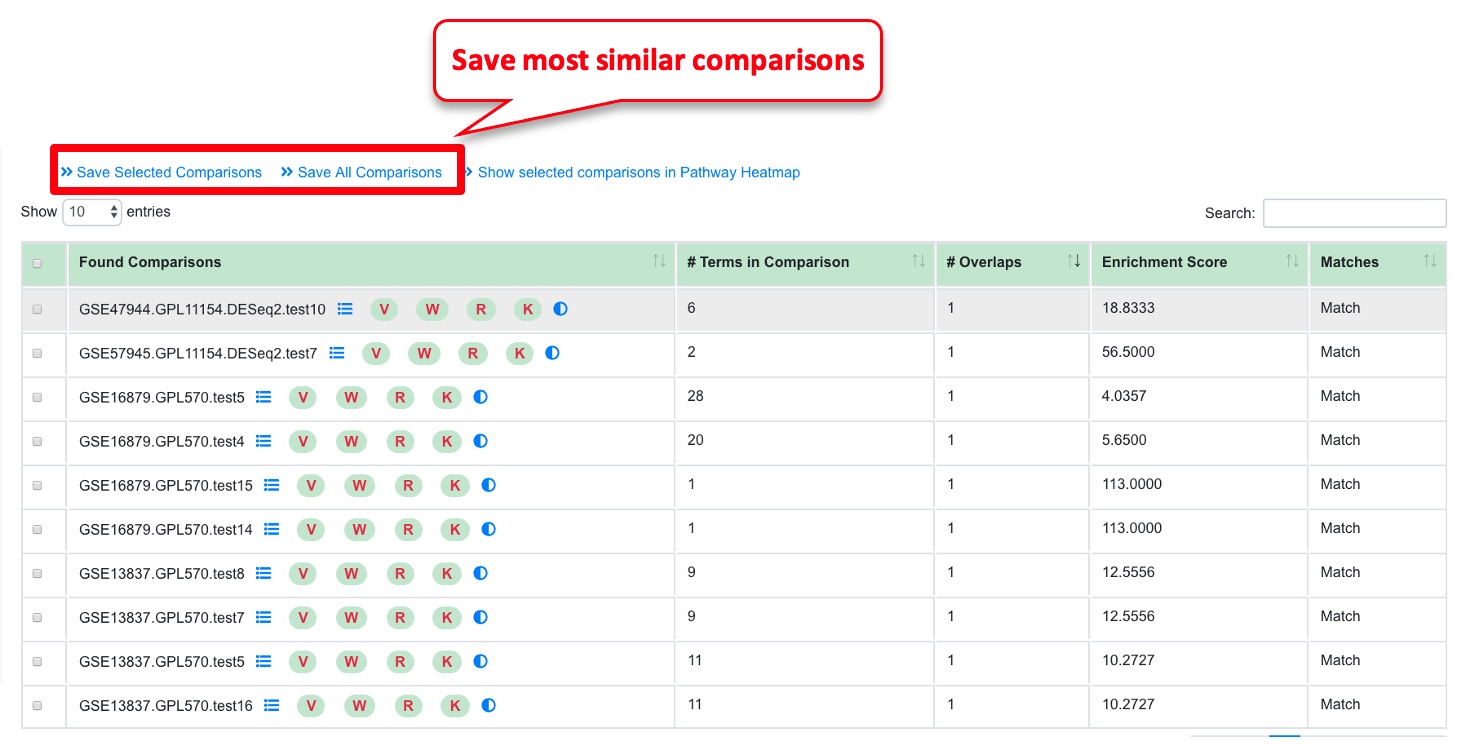 Save most similar comparisons
» Save Selected Comparisons » Save All Comparisons » Show selected comparisons in Pathway Heatmap
Show 10 entries Search:
Found Comparisons # Terms in Comparison # Overlaps Enrichment Score Matches
GSE47944.GPL11154.DESeq2.test10 V W R K 6 1 18.8333 Match
GSE57945.GPL11154.DESeq2.test7 V W R K 2 1 56.5000 Match
GSE16879.GPL570.test5 V W R K 28 1 4.0357 Match
GSE16879.GPL570.test4 V W R K 20 1 5.6500 Match
GSE16879.GPL570.test15 V W R K 1 1 113.0000 Match
GSE16879.GPL570.test14 V W R K 1 1 113.0000 Match
GSE13837.GPL570.test8 V W R K 9 1 12.5556 Match
GSE13837.GPL570.test7 V W R K 9 1 12.5556 Match
GSE13837.GPL570.test5 V W R K 11 1 10.2727 Match
GSE13837.GPL570.test16 V W R K 11 1 10.2727 Match